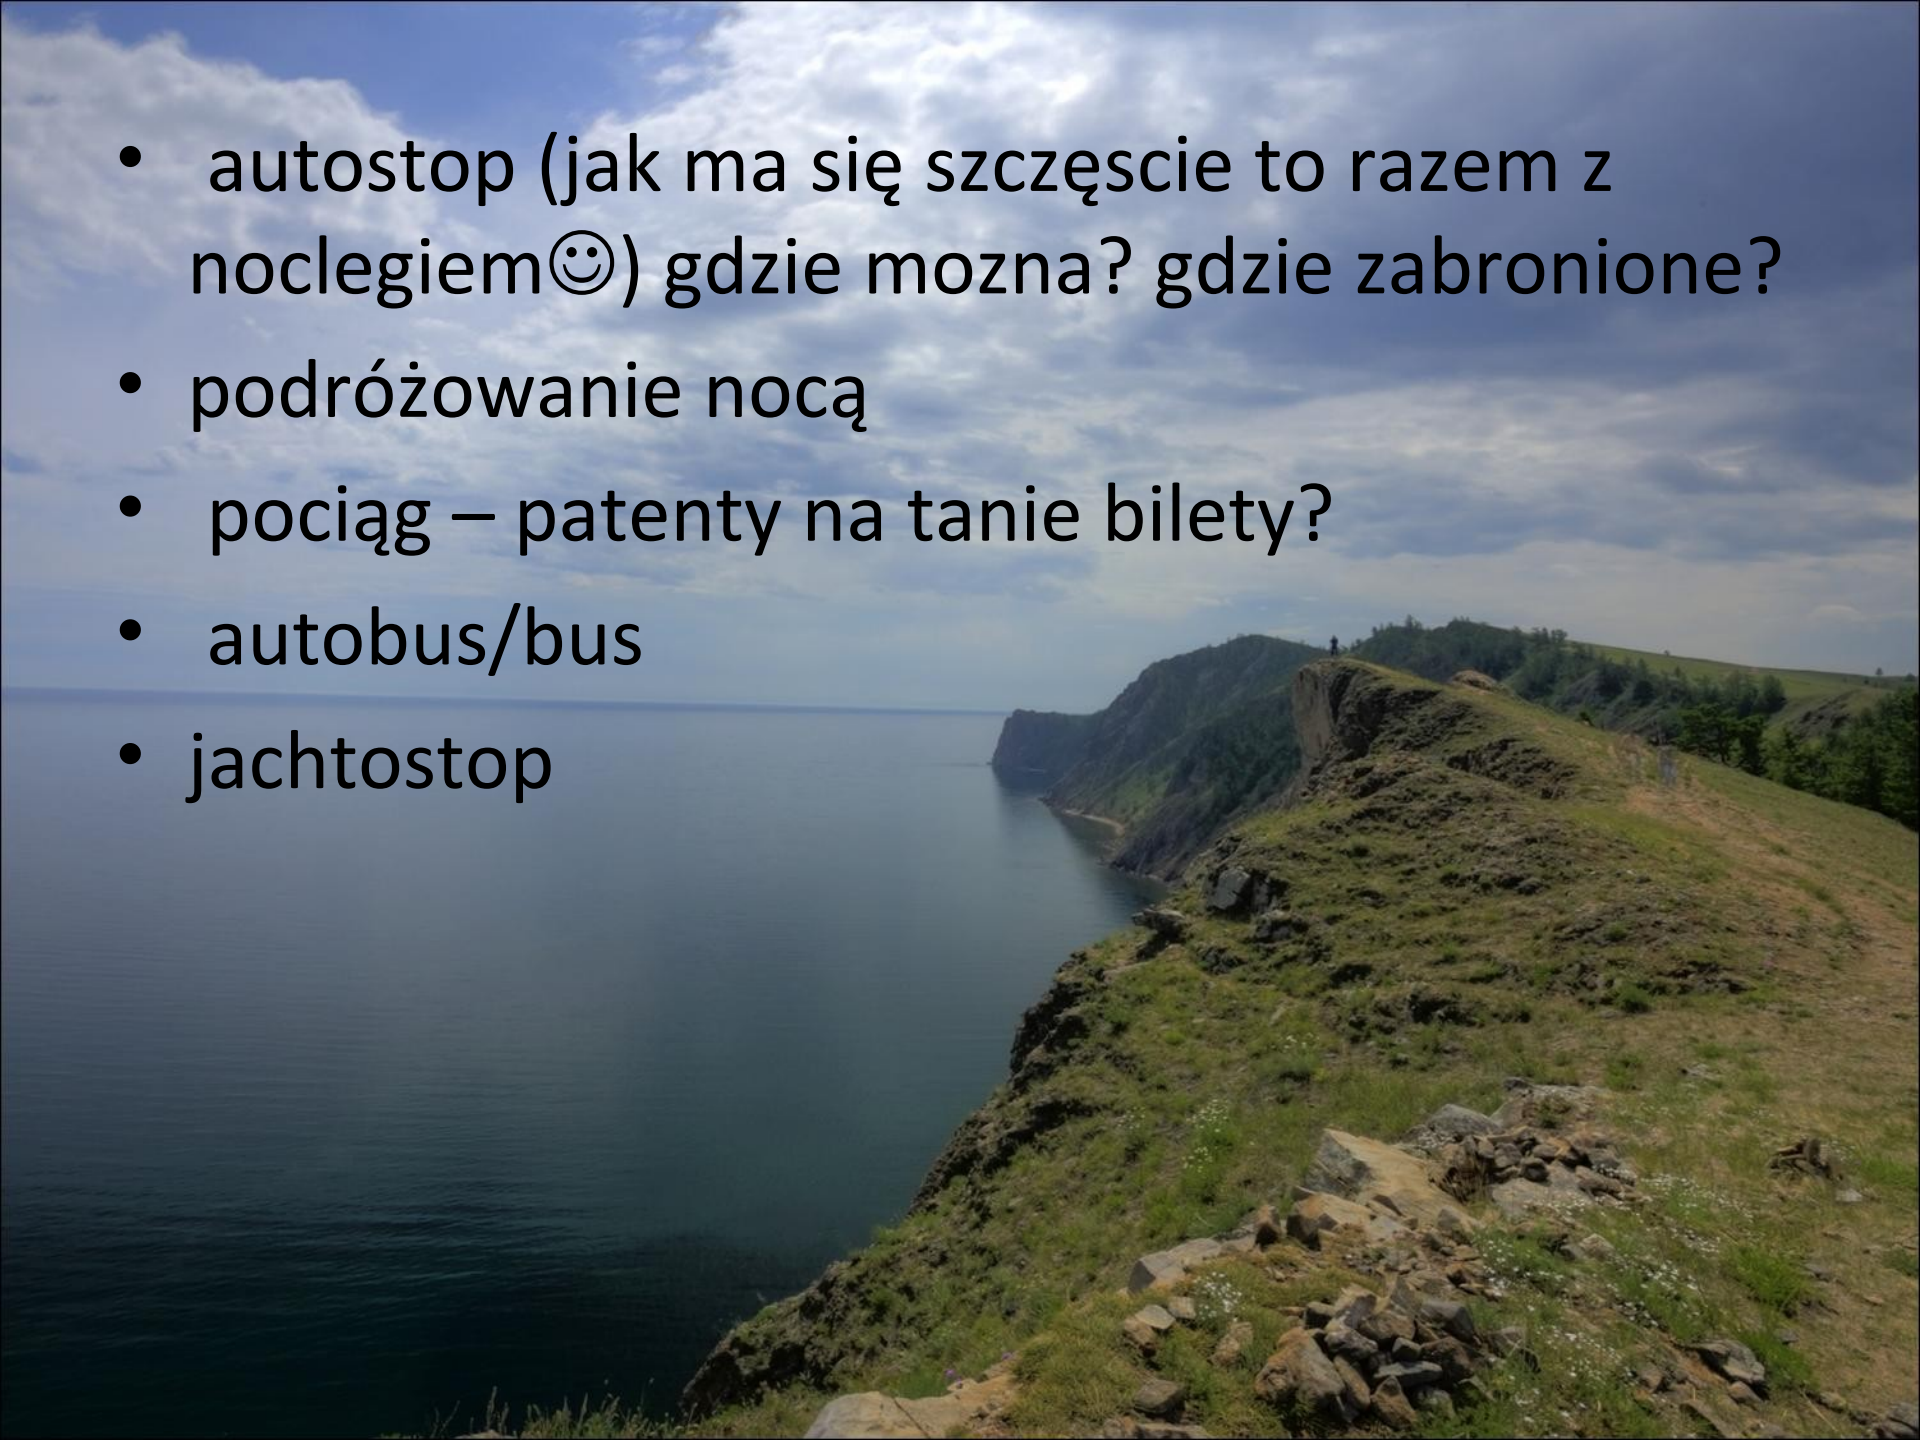 • autostop (jak ma się szczęscie to razem z
noclegiem☺) gdzie mozna? gdzie zabronione?
• podróżowanie nocą
• pociąg – patenty na tanie bilety?
• autobus/bus
• jachtostop